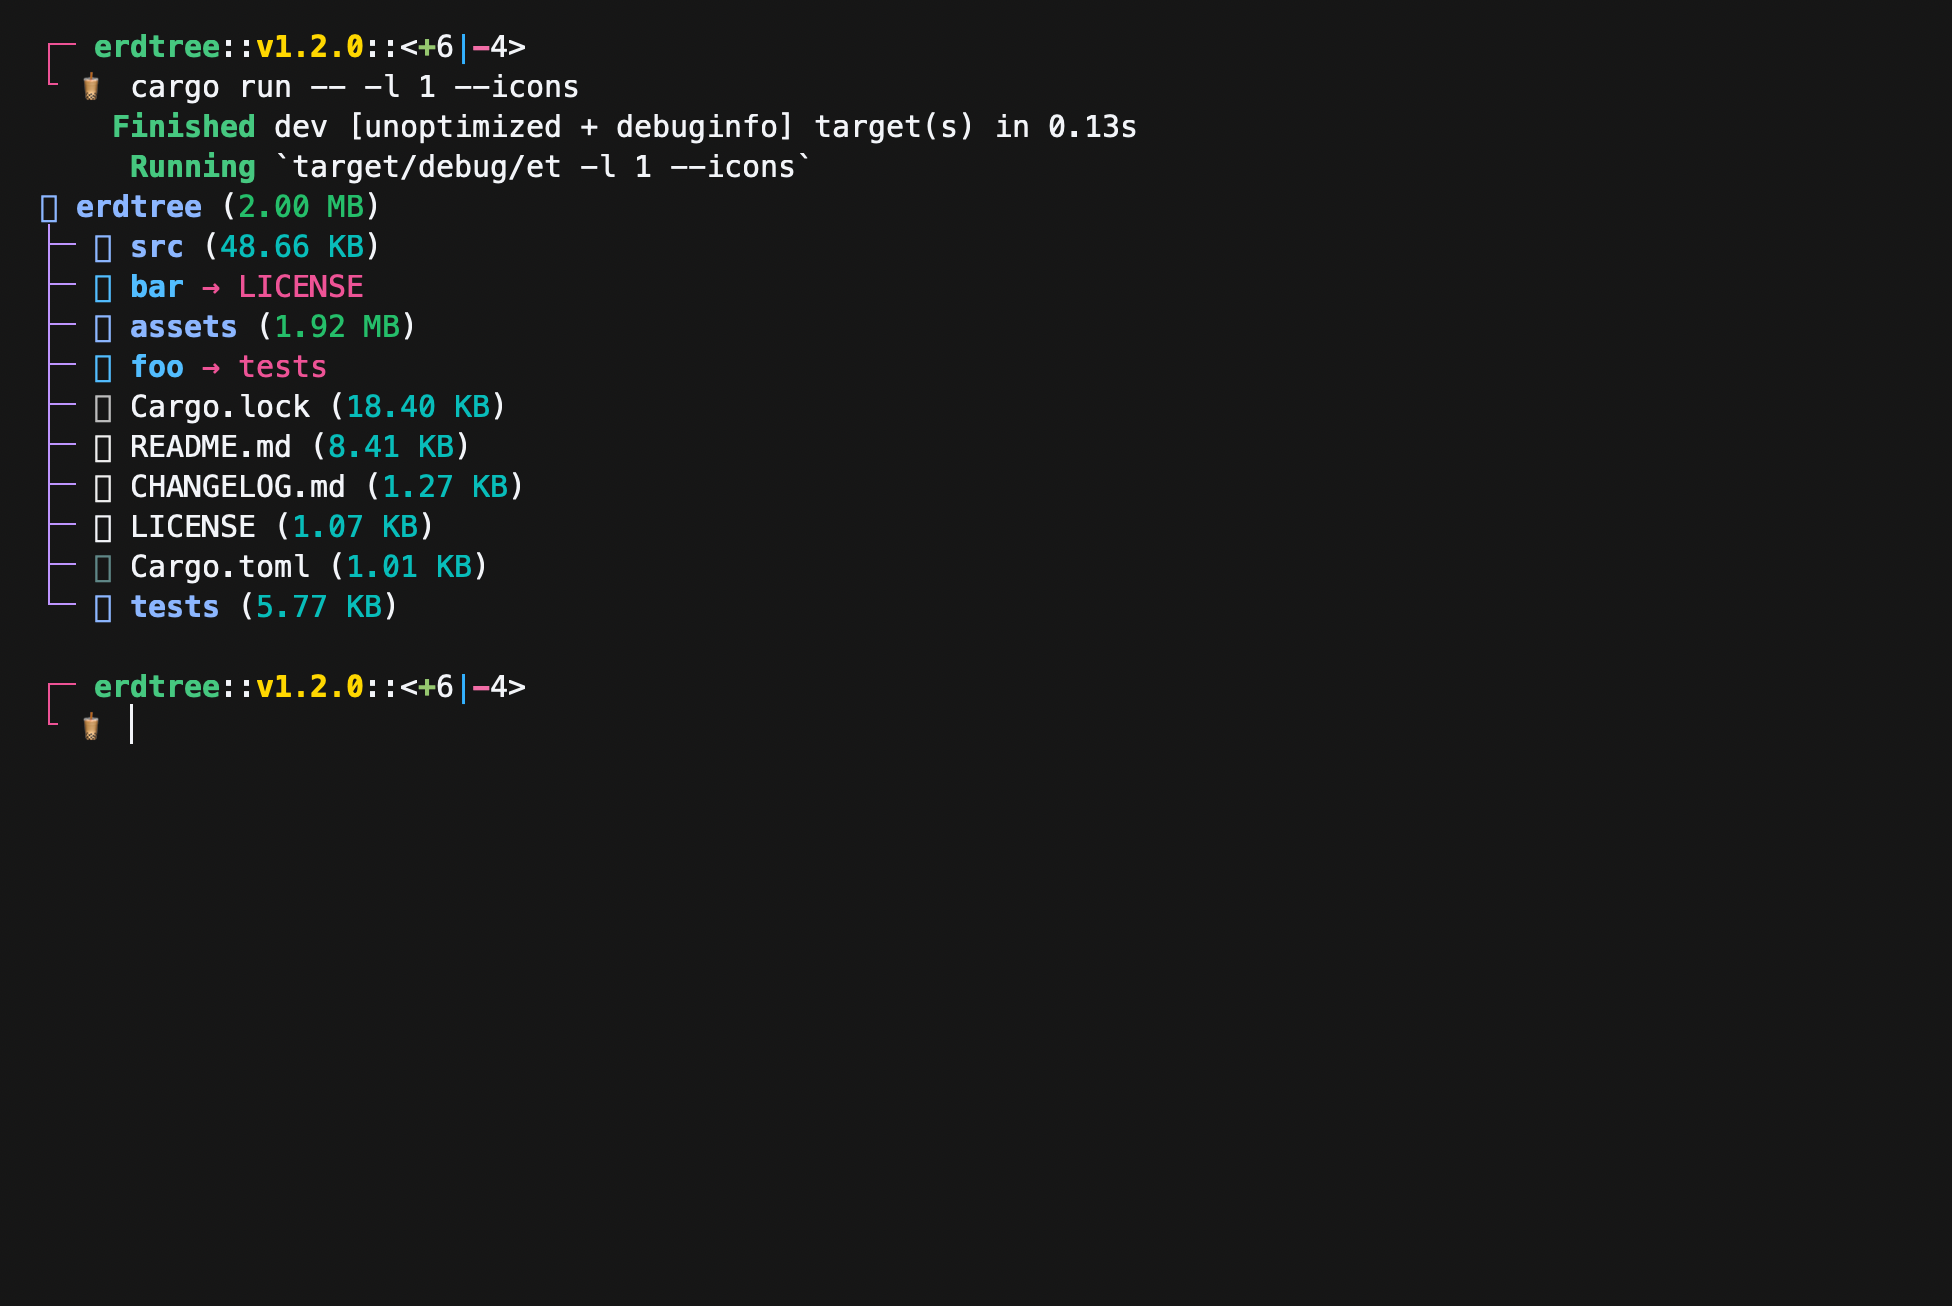 ┌── erdtree::v1.2.0::<+6|-4>
└ 🧋 cargo run -- -l 1 --icons
Finished dev [unoptimized + debuginfo] target(s) in 0.13s
Running `target/debug/et -l 1 --icons`
erdtree (2.00 MB)
├─ src (48.66 KB)
├─ bar → LICENSE
├─ assets (1.92 MB)
├─ foo → tests
├─ Cargo.lock (18.40 KB)
├─ README.md (8.41 KB)
├─ CHANGELOG.md (1.27 KB)
├─ LICENSE (1.07 KB)
├─ Cargo.toml (1.01 KB)
└─ tests (5.77 KB)
┌── erdtree::v1.2.0::<+6|-4>
└ 🧋